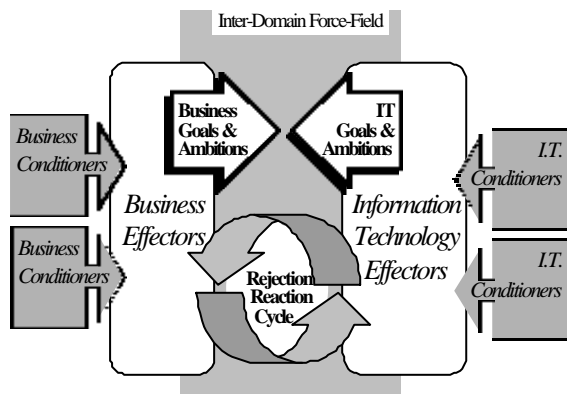 Inter-Domain Force-Field
Business
Goals &
Ambitions
IT
Goals &
Ambitions
Business
Conditioners
I.T.
Conditioners
Business
Effectors
Information
Technology
Effectors
Business
Conditioners
I.T.
Conditioners
Rejection
Reaction
Cycle